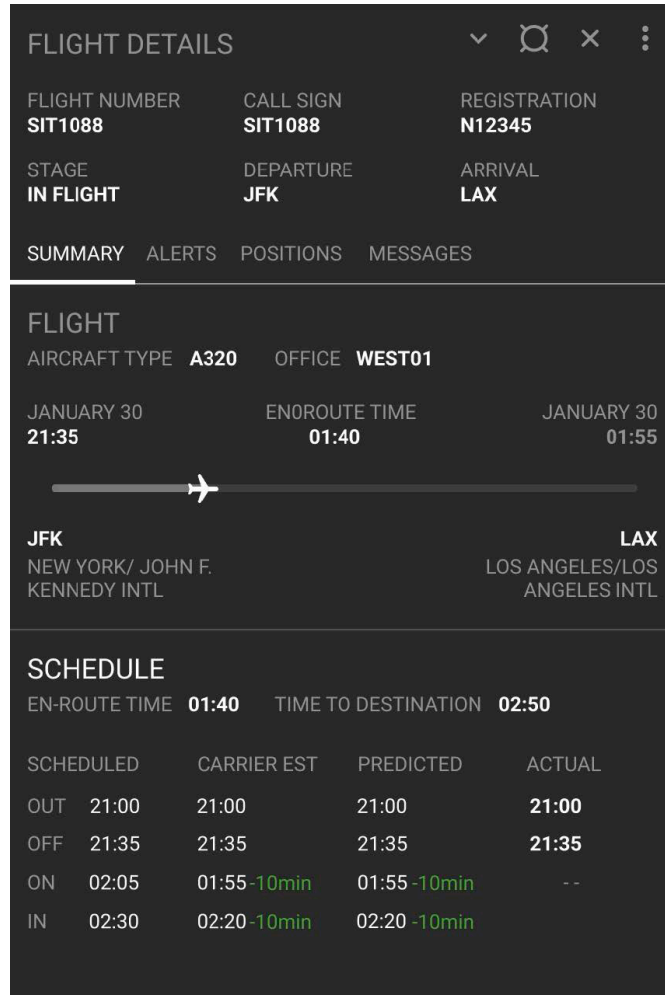 FLIGHT DETAILS
FLIGHT NUMBER CALL SIGN REGISTRATION
SIT1088 SIT1088 N12345
STAGE DEPARTURE ARRIVAL
IN FLIGHT JFK LAX
SUMMARY ALERTS POSITIONS MESSAGES
FLIGHT
AIRCRAFT TYPE A320 OFFICE WEST01
JANUARY 30 EN0ROUTE TIME JANUARY 30
21:35 01:40 01:55
JFK LAX
NEW YORK/ JOHN F. LOS ANGELES/LOS
KENNEDY INTL ANGELES INTL
SCHEDULE
EN-ROUTE TIME 01:40 TIME TO DESTINATION 02:50
SCHEDULED CARRIER EST PREDICTED ACTUAL
OUT 21:00 21:00 21:00 21:00
OFF 21:35 21:35 21:35 21:35
ON 02:05 01:55 -10min 01:55 -10min --
IN 02:30 02:20 -10min 02:20 -10min